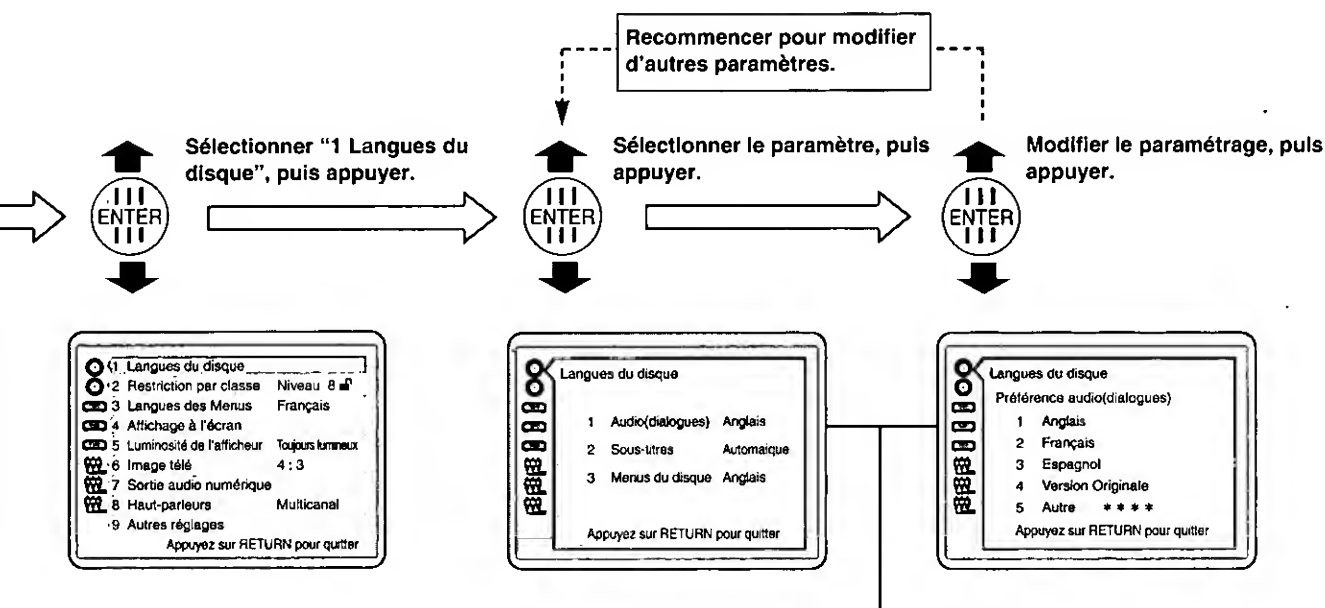 Recommencer pour modifier
d'autres paramètres.
Sélectionner “1 Langues du
disque”, puis appuyer.
ENTER
Sélectionner le paramètre, puis
appuyer.
ENTER
Modifier le paramétrage, puis
appuyer.
ENTER
1 Langues du disque
2 Restriction par classe Niveau 8
3 Langues des Menus Français
4 Affichage à l'écran
5 Luminosité de l'afficheur Toujours lumineux
6 Image télé 4 : 3
7 Sortie audio numérique
8 Haut-parleurs Multicanal
9 Autres réglages
Appuyez sur RETURN pour quitter
Langues du disque
1 Audio(dialogues) Anglais
2 Sous-titres Automaique
3 Menus du disque Anglais
Appuyez sur RETURN pour quitter
Langues du disque
Préférence audio(dialogues)
1 Anglais
2 Français
3 Espagnol
4 Version Originale
5 Autre * * * *
Appuyez sur RETURN pour quitter